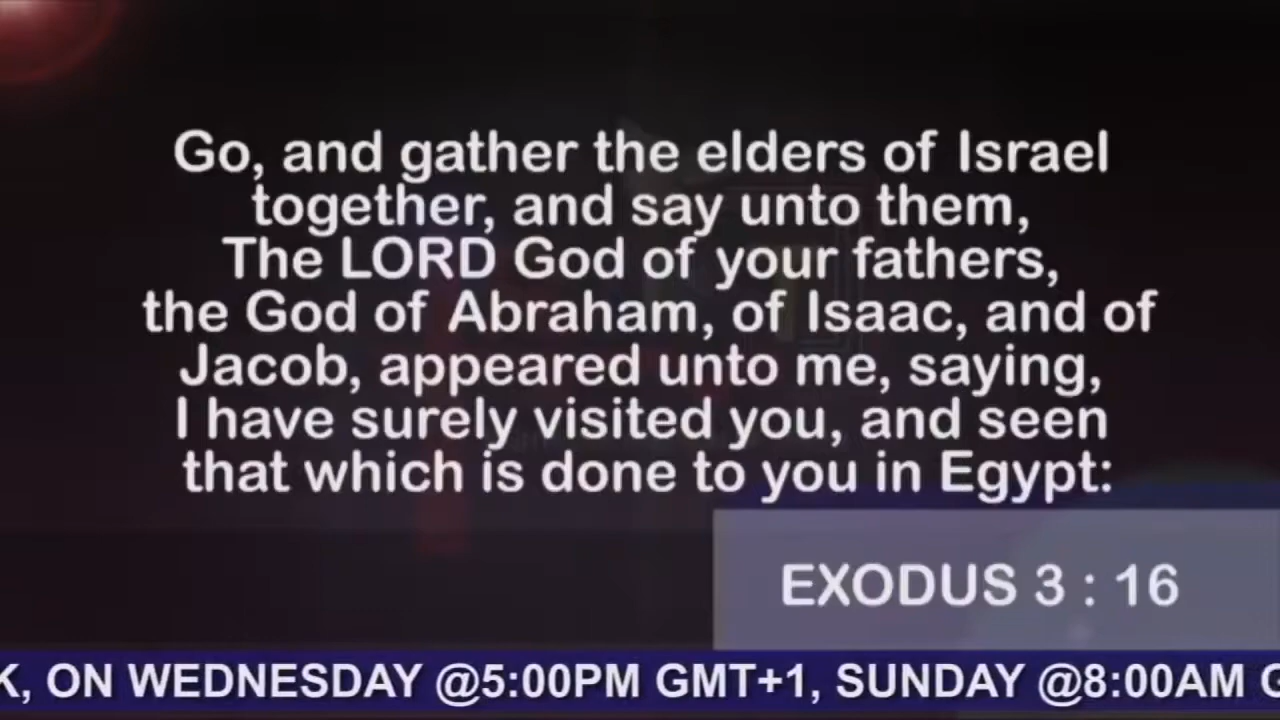 Go, and gather the elders of Israel
together, and say unto them,
The LORD God of your fathers,
the God of Abraham, of Isaac, and of
Jacob, appeared unto me, saying,
I have surely visited you, and seen
that which is done to you in Egypt:
EXODUS 3 : 16
K, ON WEDNESDAY @5:00PM GMT+1, SUNDAY @8:00AM G